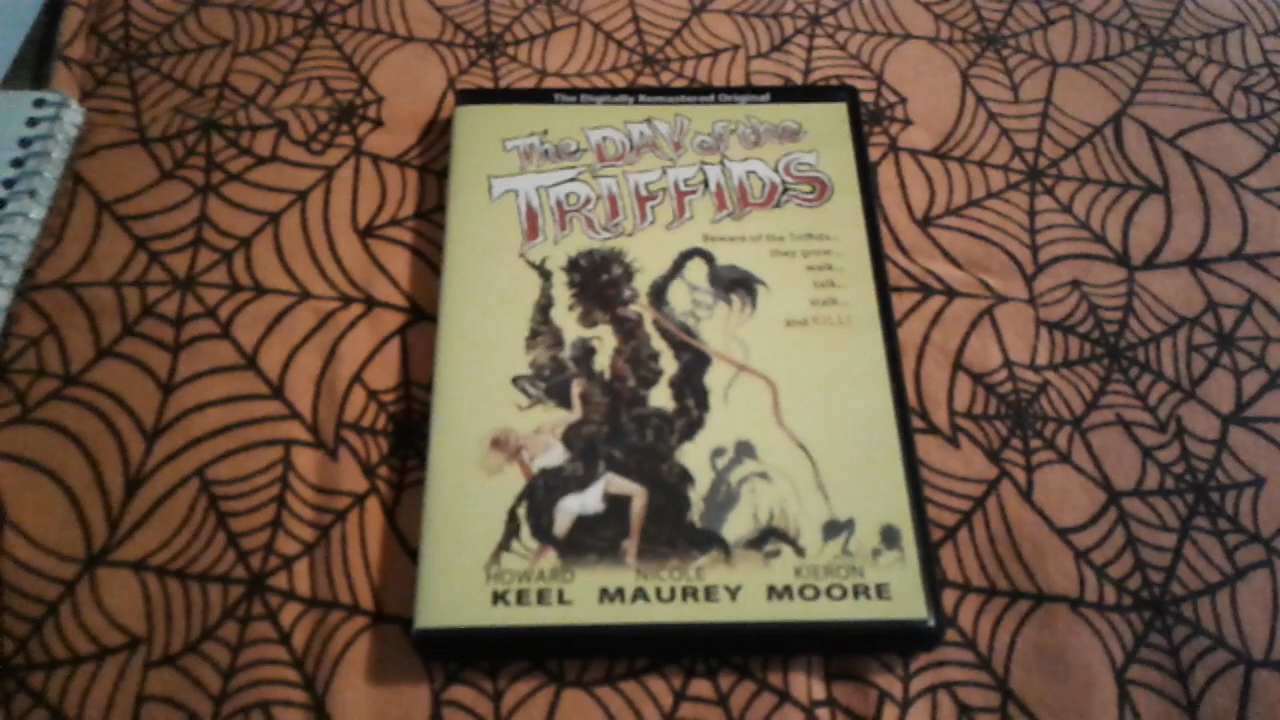 The Digitally Remastered Original
The DAY of the
TRIFFIDS
Beware of the Triffids...
they grow...
walk...
talk...
stalk...
and KILL!
HOWARD NICOLE KIERON
KEEL MAUREY MOORE